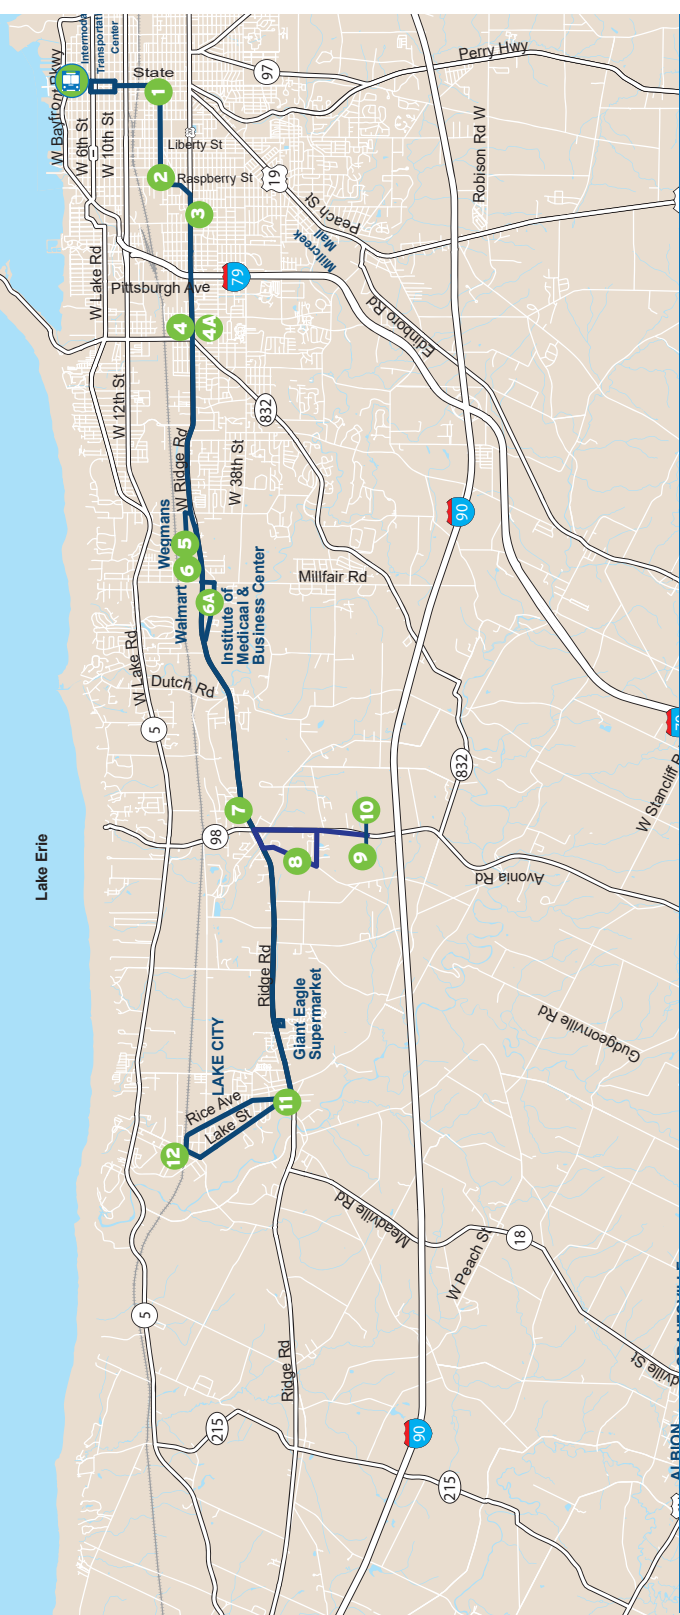 W Bayfront Pkwy
Intermodal
Transportation
Center
State
1
W 6th St
W 10th St
Liberty St
2
Raspberry St
3
97
Perry Hwy
Robison Rd W
19
Peach St
Millcreek
Mall
79
W Lake Rd
Pittsburgh Ave
4
4A
Edinboro Rd
W 12th St
832
W Ridge Rd
W 38th St
90
Wegmans
5
6
Walmart
6A
Institute of
Medicaal &
Business Center
Millfair Rd
W Lake Rd
Dutch Rd
5
79
832
W Stancliff R
7
98
10
9
8
Avonia Rd
Lake Erie
Ridge Rd
Giant Eagle
Supermarket
Gudgeonville Rd
LAKE CITY
Rice Ave
Lake St
11
12
Meadville Rd
W Peach St
18
5
Ridge Rd
dville St
215
90
215
ALBION